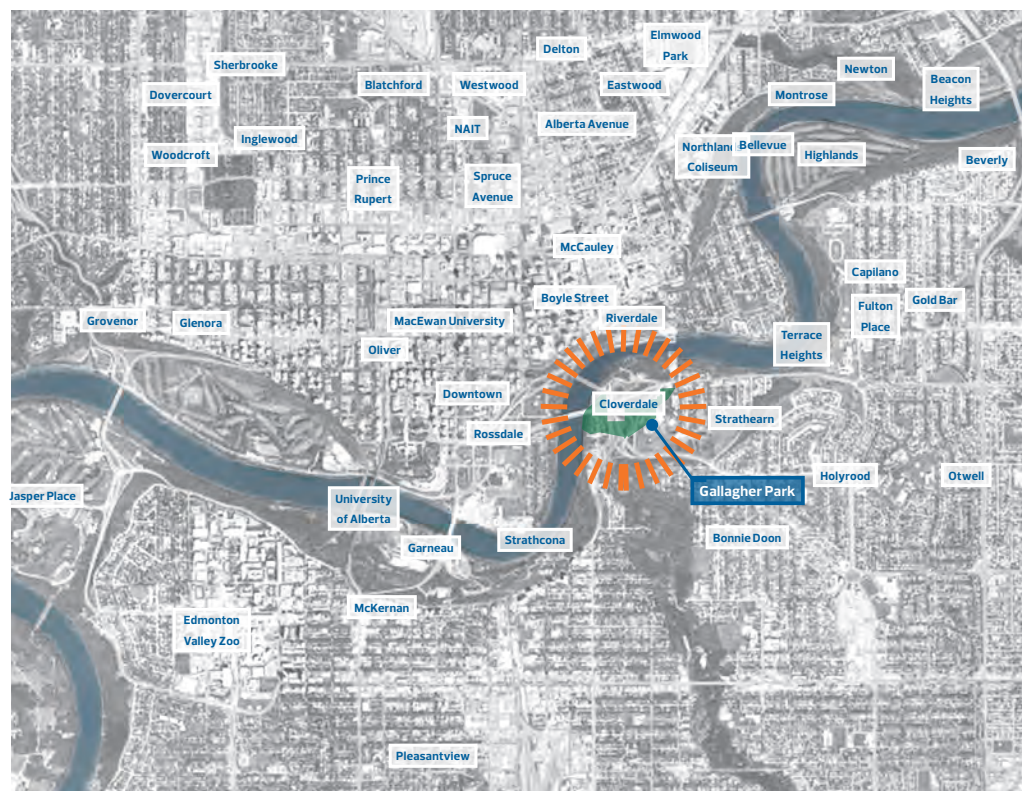 Elmwood
Park
Delton
Sherbrooke
Newton
Beacon
Heights
Blatchford
Westwood
Eastwood
Dovercourt
Montrose
NAIT
Alberta Avenue
Inglewood
Northland
Coliseum
Bellevue
Woodcroft
Highlands
Beverly
Prince
Rupert
Spruce
Avenue
McCauley
Capilano
Boyle Street
Gold Bar
Fulton
Place
Grovenor
Glenora
MacEwan University
Riverdale
Terrace
Heights
Oliver
Downtown
Cloverdale
Strathearn
Rossdale
Jasper Place
Holyrood
Otwell
Gallagher Park
University
of Alberta
Garneau
Strathcona
Bonnie Doon
McKernan
Edmonton
Valley Zoo
Pleasantview